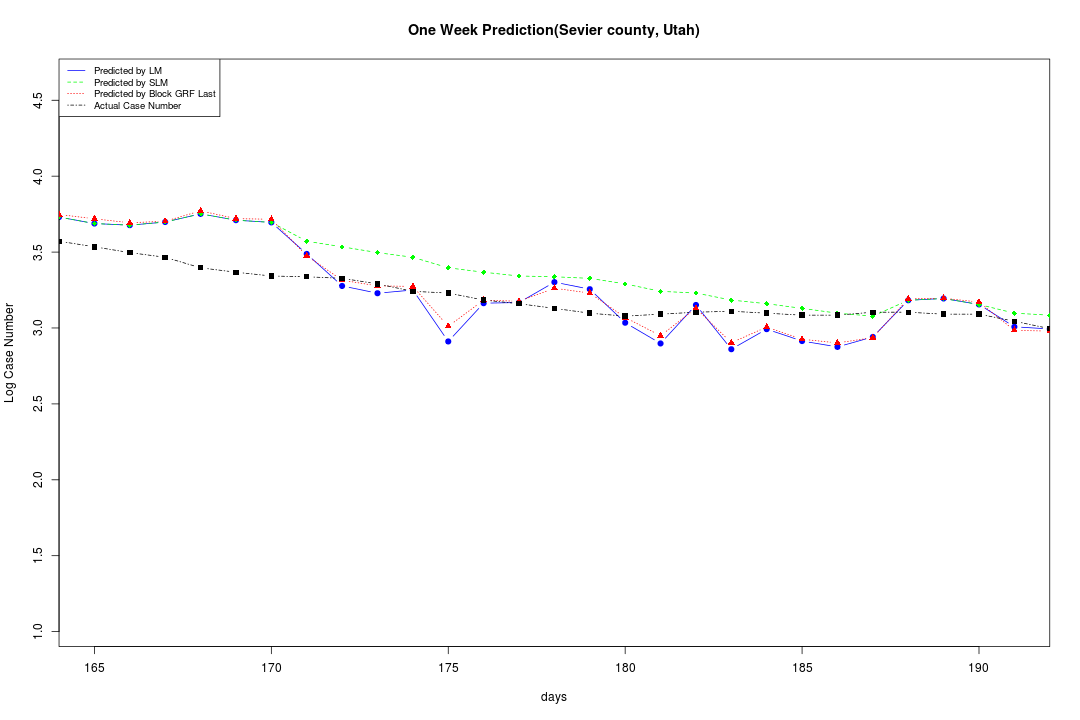 One Week Prediction(Sevier county, Utah)
Predicted by LM
Predicted by SLM
Predicted by Block GRF Last
Actual Case Number
4.5
4.0
3.5
3.0
2.5
2.0
1.5
1.0
Log Case Number
165 170 175 180 185 190
days